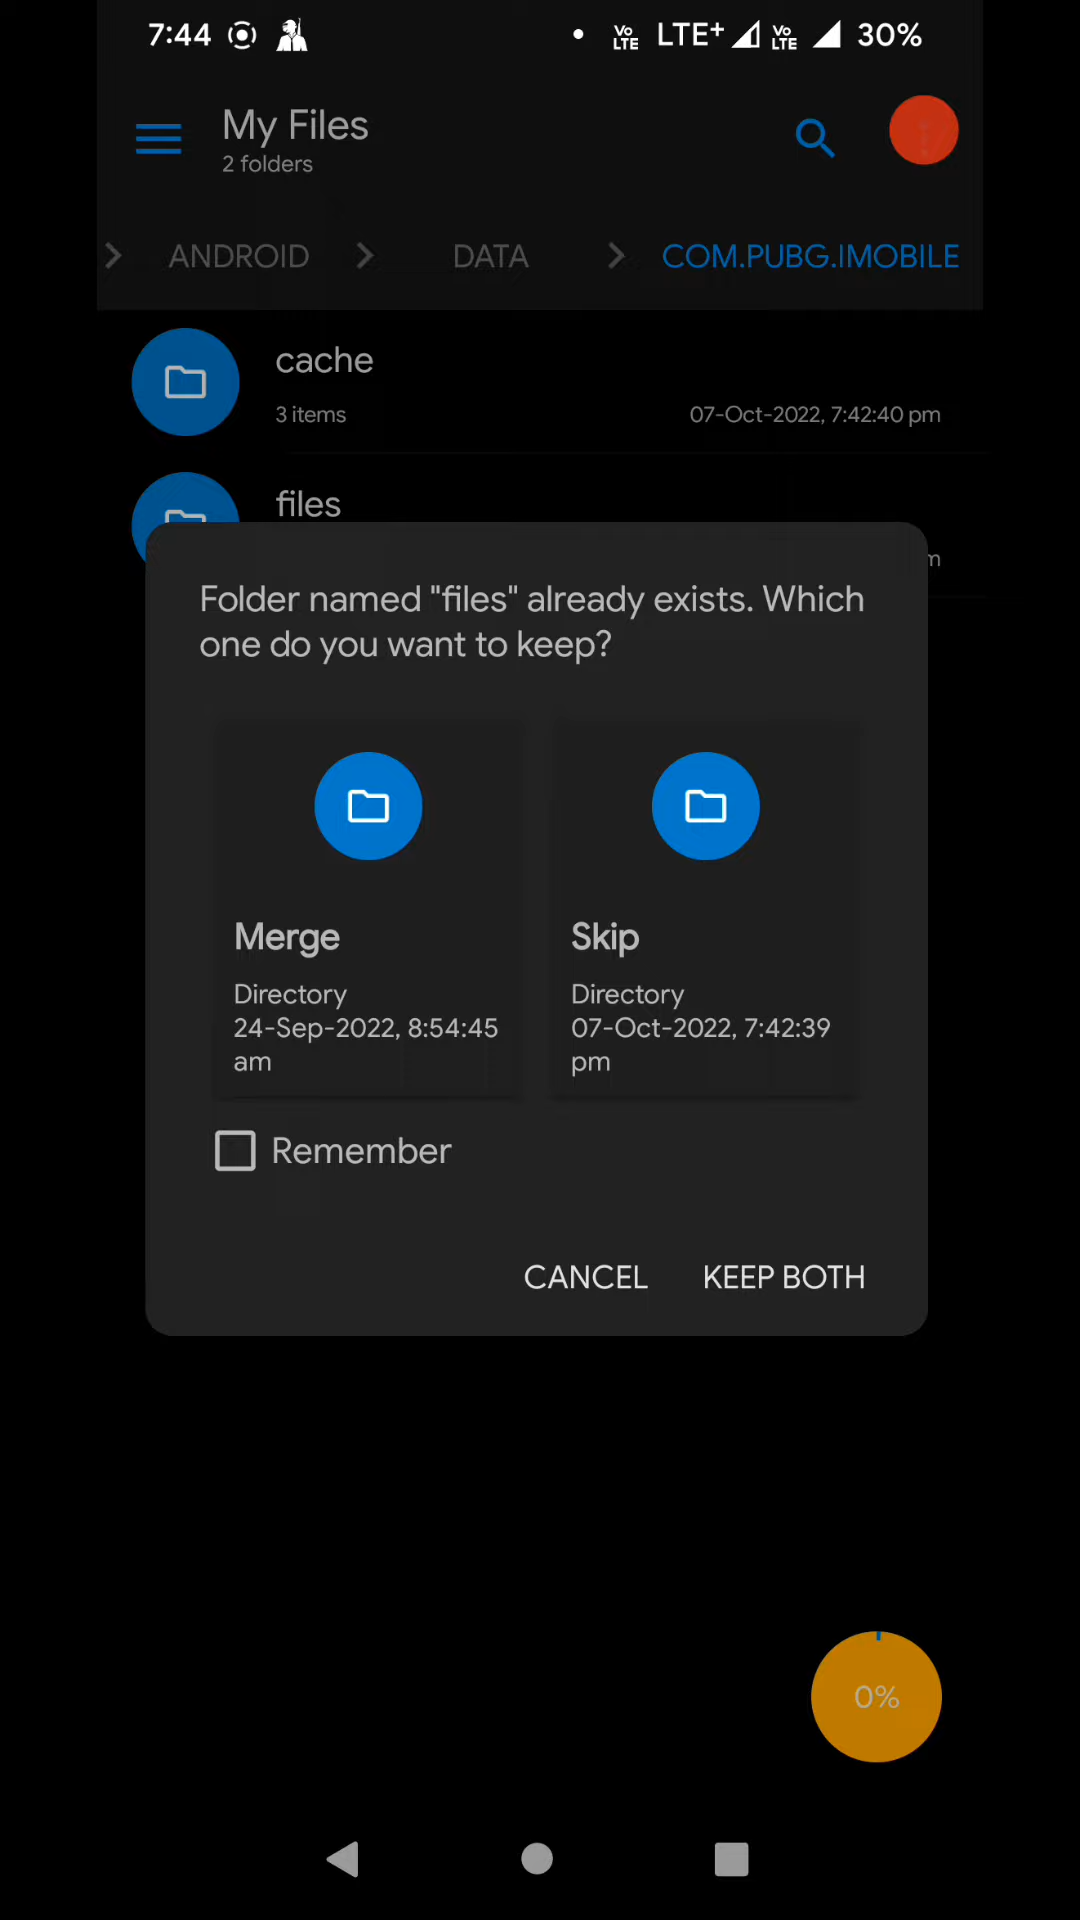 7:44 VoLTE LTE+ VoLTE 30%
My Files
2 folders
ANDROID DATA COM.PUBG.IMOBILE
cache
3 items 07-Oct-2022, 7:42:40 pm
files
m
Folder named "files" already exists. Which
one do you want to keep?
Merge
Directory
24-Sep-2022, 8:54:45
am
Skip
Directory
07-Oct-2022, 7:42:39
pm
Remember
CANCEL KEEP BOTH
0%